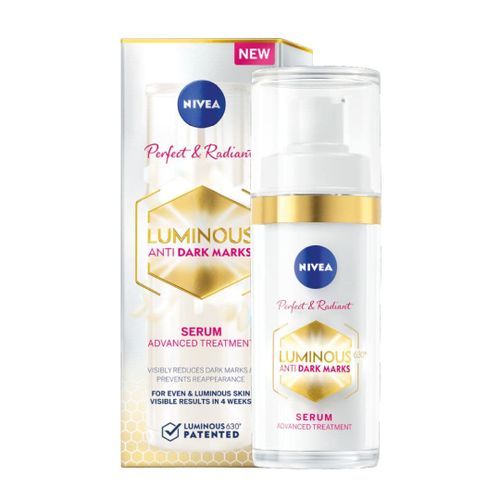 NEW
NIVEA
Perfect & Radiant
LUMINOUS
ANTI DARK MARKS
SERUM
ADVANCED TREATMENT
VISIBLY REDUCES DARK MARKS &
PREVENTS REAPPEARANCE
FOR EVEN & LUMINOUS SKIN
VISIBLE RESULTS IN 4 WEEKS
LUMINOUS630®
PATENTED
NIVEA
Perfect & Radiant
LUMINOUS630®
ANTI DARK MARKS
SERUM
ADVANCED TREATMENT